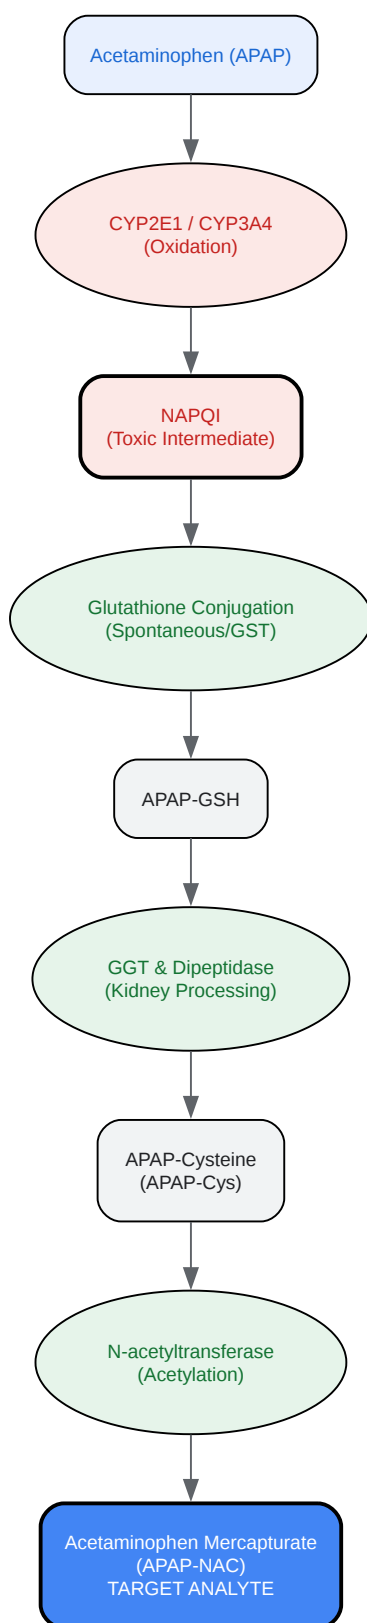 Acetaminophen (APAP)
CYP2E1 / CYP3A4
(Oxidation)
NAPQI
(Toxic Intermediate)
Glutathione Conjugation
(Spontaneous/GST)
APAP-GSH
GGT & Dipeptidase
(Kidney Processing)
APAP-Cysteine
(APAP-Cys)
N-acetyltransferase
(Acetylation)
Acetaminophen Mercapturate
(APAP-NAC)
TARGET ANALYTE